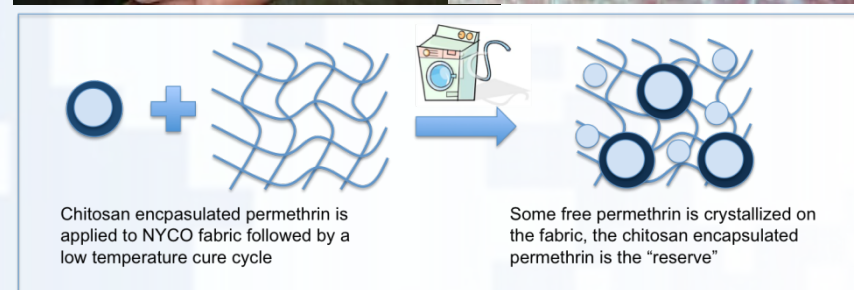 Chitosan encpasulated permethrin is
applied to NYCO fabric followed by a
low temperature cure cycle
Some free permethrin is crystallized on
the fabric, the chitosan encapsulated
permethrin is the “reserve”